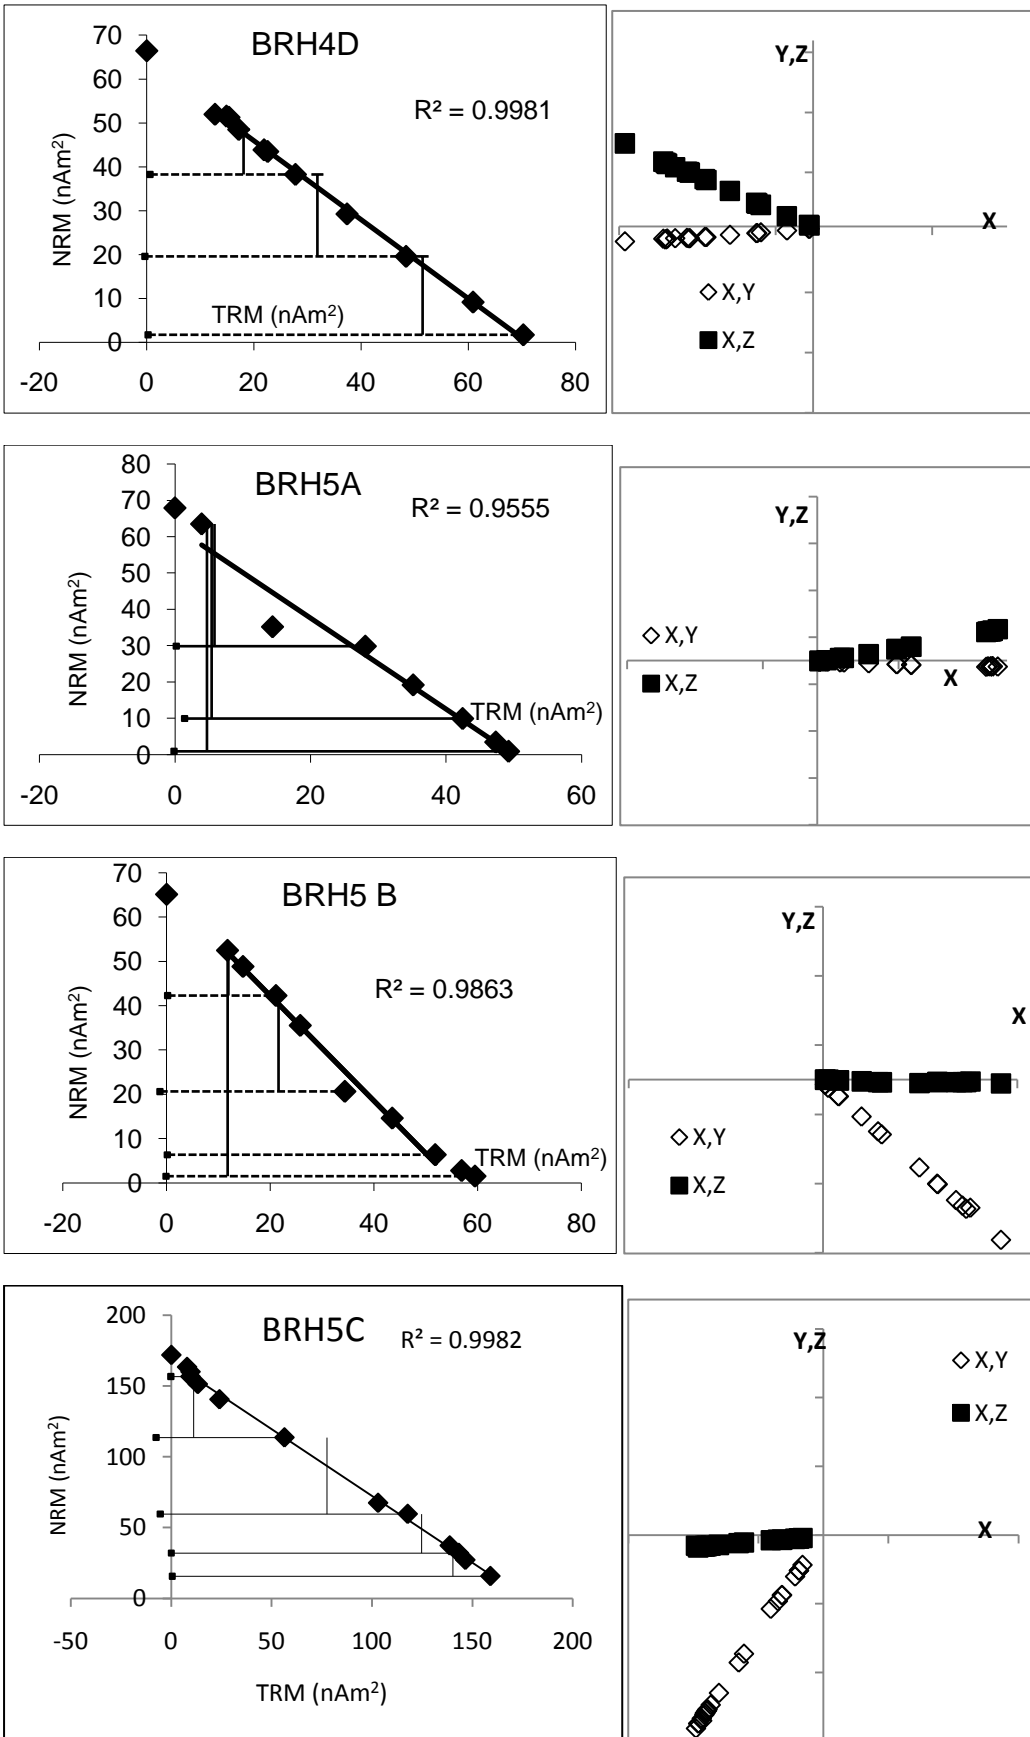 BRH4D
R² = 0.9981
NRM (nAm²)
70
60
50
40
30
20
10
0
TRM (nAm²)
-20 0 20 40 60 80
Y,Z
X
X,Y
X,Z
BRH5A
R² = 0.9555
NRM (nAm²)
80
70
60
50
40
30
20
10
0
TRM (nAm²)
-20 0 20 40 60
Y,Z
X,Y
X
X,Z
BRH5 B
R² = 0.9863
NRM (nAm²)
70
60
50
40
30
20
10
0
TRM (nAm²)
-20 0 20 40 60 80
Y,Z
X
X,Y
X,Z
BRH5C
R² = 0.9982
NRM (nAm²)
200
150
100
50
0
-50 0 50 100 150 200
TRM (nAm²)
Y,Z
X,Y
X,Z
X